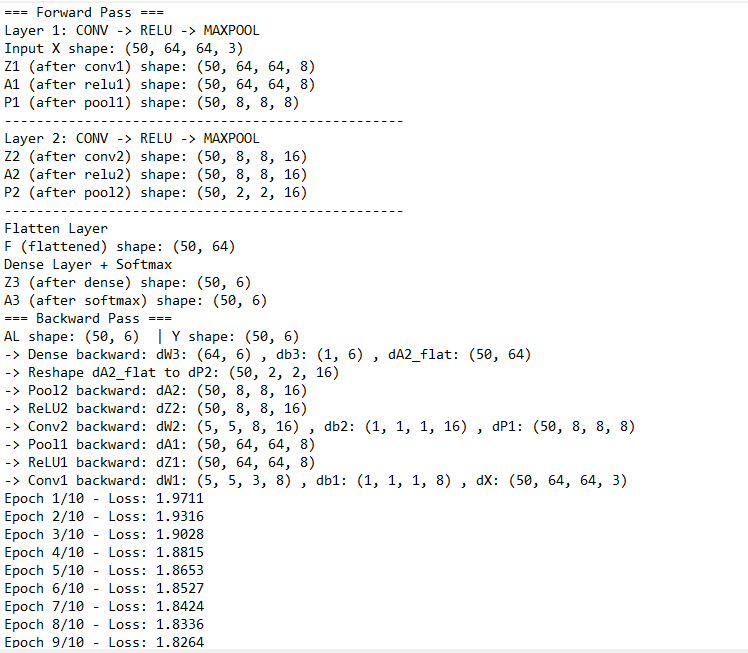 === Forward Pass ===
Layer 1: CONV -> RELU -> MAXPOOL
Input X shape: (50, 64, 64, 3)
Z1 (after conv1) shape: (50, 64, 64, 8)
A1 (after relu1) shape: (50, 64, 64, 8)
P1 (after pool1) shape: (50, 8, 8, 8)
--------------------------------------------------
Layer 2: CONV -> RELU -> MAXPOOL
Z2 (after conv2) shape: (50, 8, 8, 16)
A2 (after relu2) shape: (50, 8, 8, 16)
P2 (after pool2) shape: (50, 2, 2, 16)
--------------------------------------------------
Flatten Layer
F (flattened) shape: (50, 64)
Dense Layer + Softmax
Z3 (after dense) shape: (50, 6)
A3 (after softmax) shape: (50, 6)
=== Backward Pass ===
AL shape: (50, 6)  | Y shape: (50, 6)
-> Dense backward: dW3: (64, 6) , db3: (1, 6) , dA2_flat: (50, 64)
-> Reshape dA2_flat to dP2: (50, 2, 2, 16)
-> Pool2 backward: dA2: (50, 8, 8, 16)
-> ReLU2 backward: dZ2: (50, 8, 8, 16)
-> Conv2 backward: dW2: (5, 5, 8, 16) , db2: (1, 1, 1, 16) , dP1: (50, 8, 8, 8)
-> Pool1 backward: dA1: (50, 64, 64, 8)
-> ReLU1 backward: dZ1: (50, 64, 64, 8)
-> Conv1 backward: dW1: (5, 5, 3, 8) , db1: (1, 1, 1, 8) , dX: (50, 64, 64, 3)
Epoch 1/10 - Loss: 1.9711
Epoch 2/10 - Loss: 1.9316
Epoch 3/10 - Loss: 1.9028
Epoch 4/10 - Loss: 1.8815
Epoch 5/10 - Loss: 1.8653
Epoch 6/10 - Loss: 1.8527
Epoch 7/10 - Loss: 1.8424
Epoch 8/10 - Loss: 1.8336
Epoch 9/10 - Loss: 1.8264